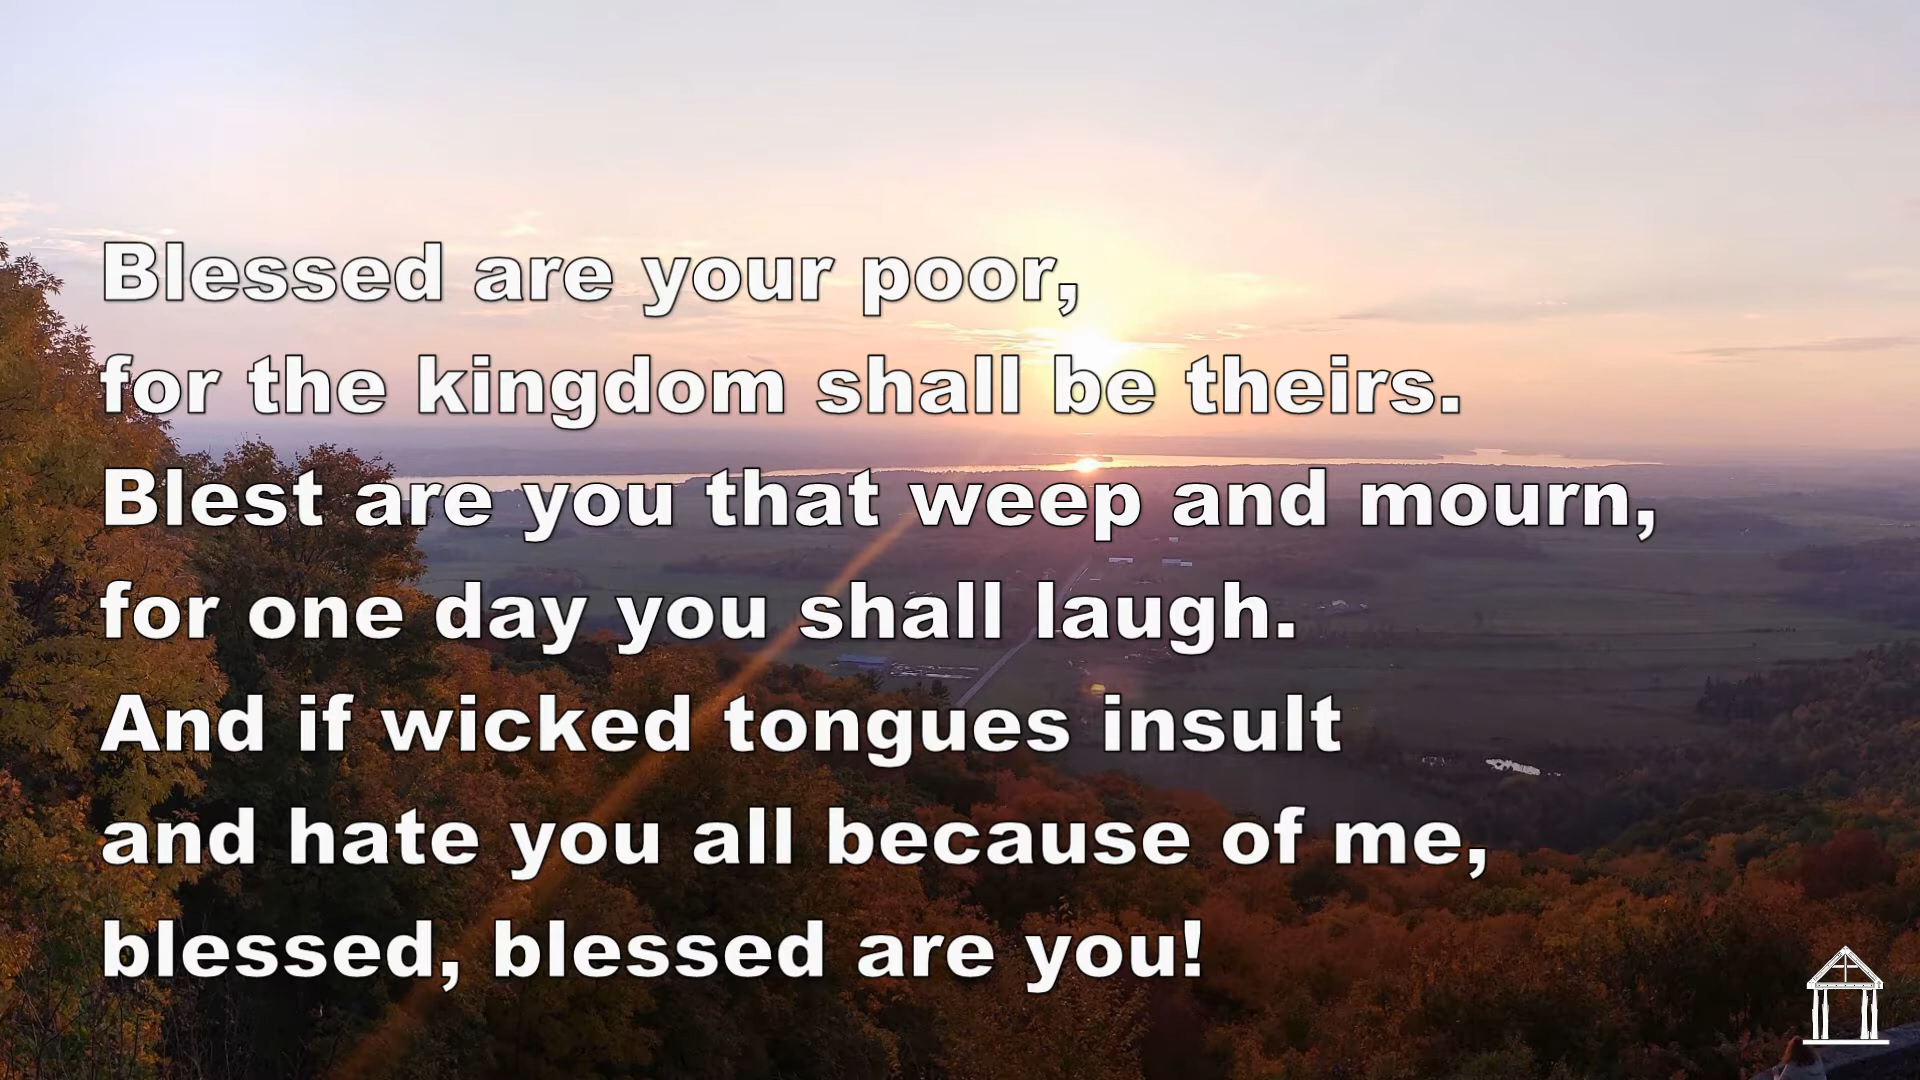 Blessed are your poor,
for the kingdom shall be theirs.
Blest are you that weep and mourn,
for one day you shall laugh.
And if wicked tongues insult
and hate you all because of me,
blessed, blessed are you!